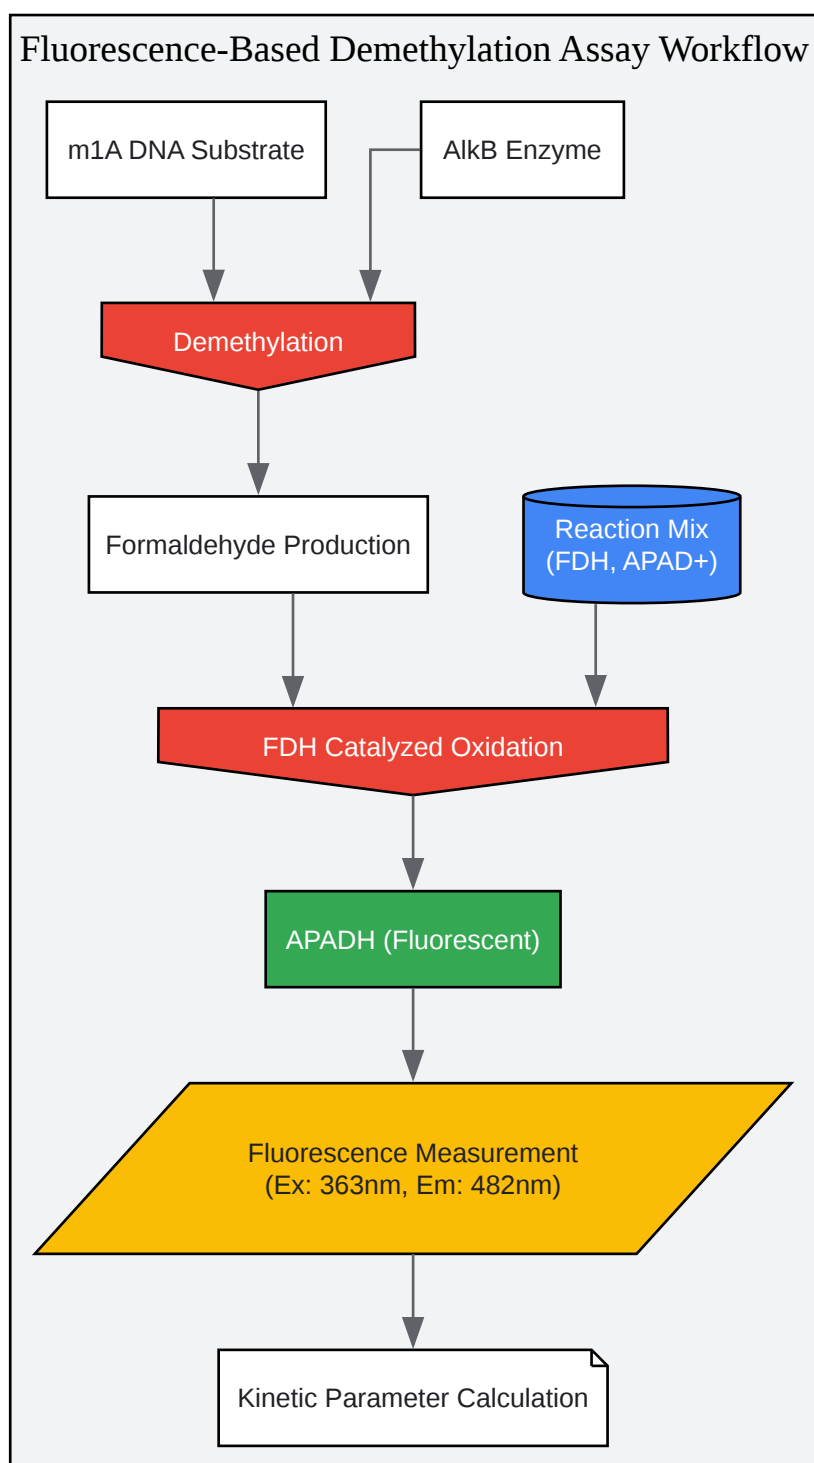 Fluorescence-Based Demethylation Assay Workflow
m1A DNA Substrate
AlkB Enzyme
Demethylation
Formaldehyde Production
Reaction Mix
(FDH, APAD+)
FDH Catalyzed Oxidation
APADH (Fluorescent)
Fluorescence Measurement
(Ex: 363nm, Em: 482nm)
Kinetic Parameter Calculation